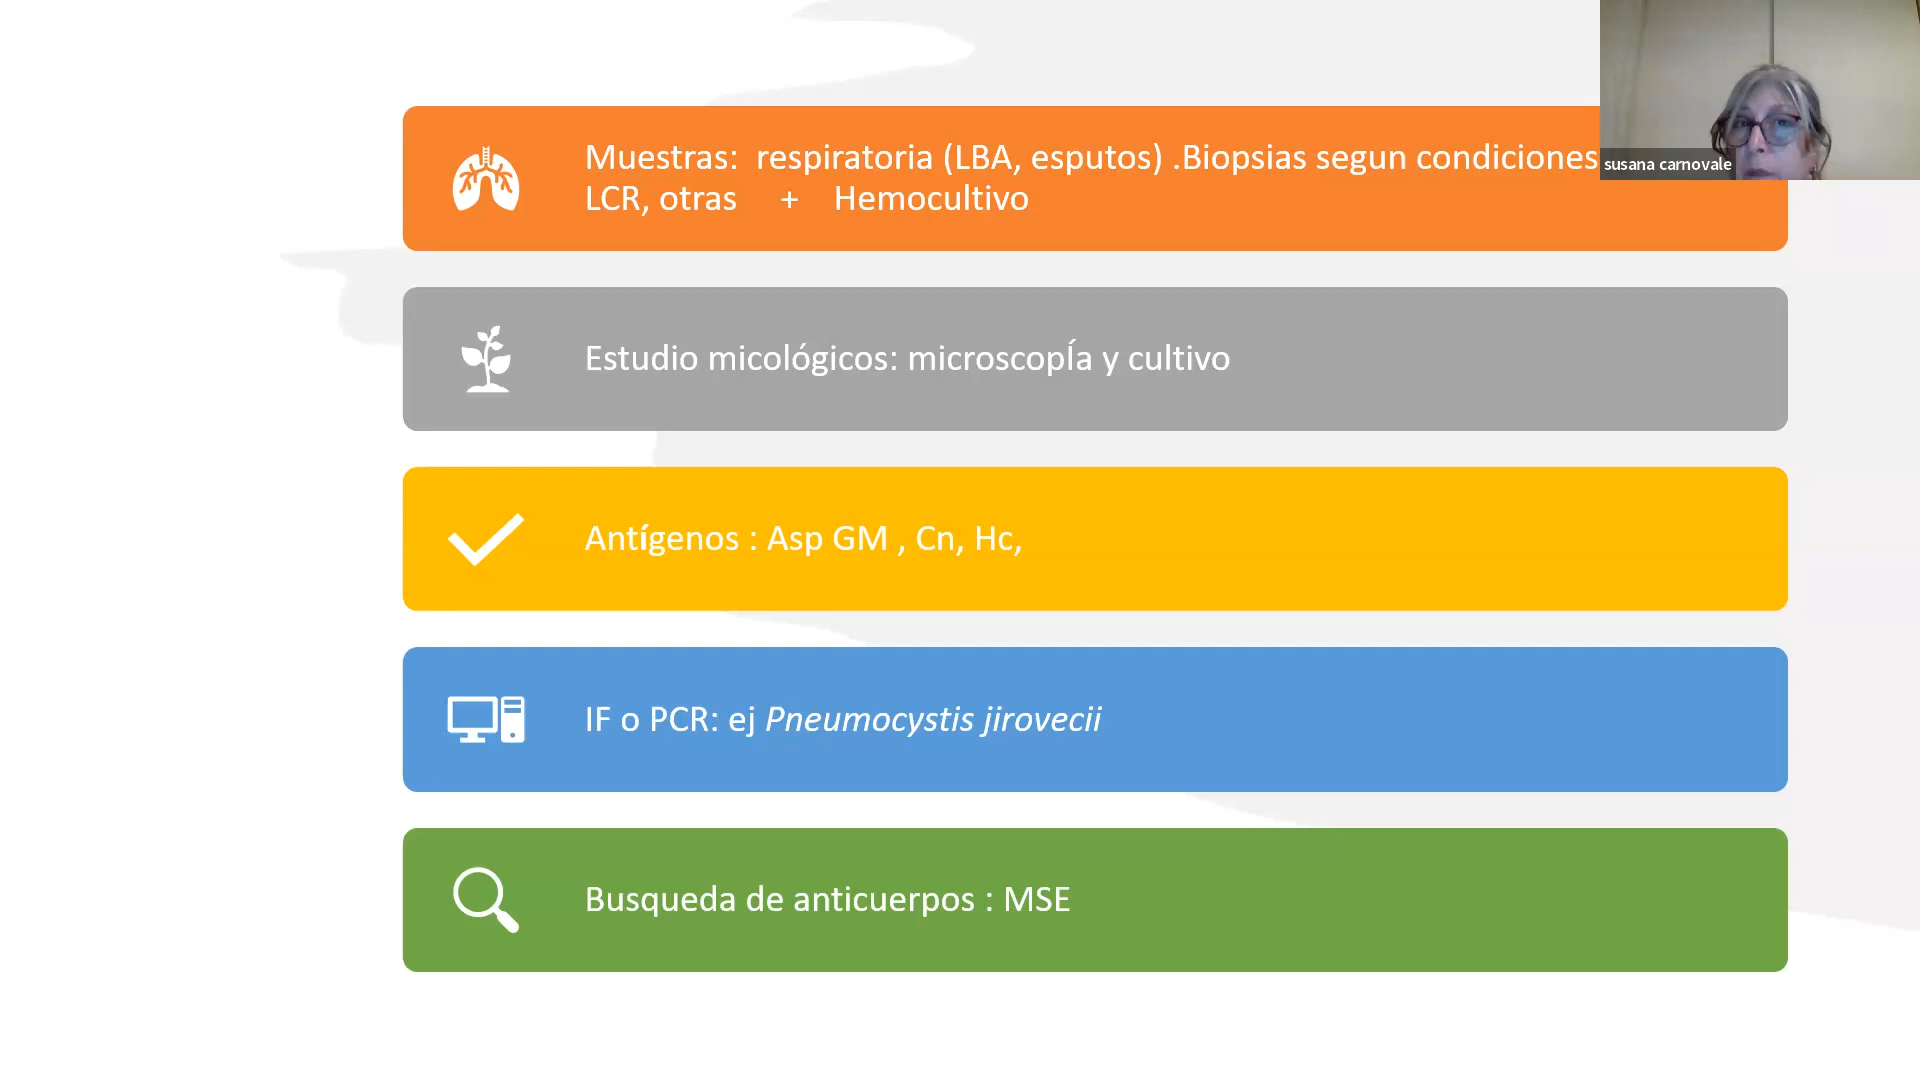 Muestras:  respiratoria (LBA, esputos) .Biopsias segun condiciones
LCR, otras     +    Hemocultivo
susana carnovale
Estudio micológicos: microscopÍa y cultivo
Antígenos : Asp GM , Cn, Hc,
IF o PCR: ej Pneumocystis jirovecii
Busqueda de anticuerpos : MSE